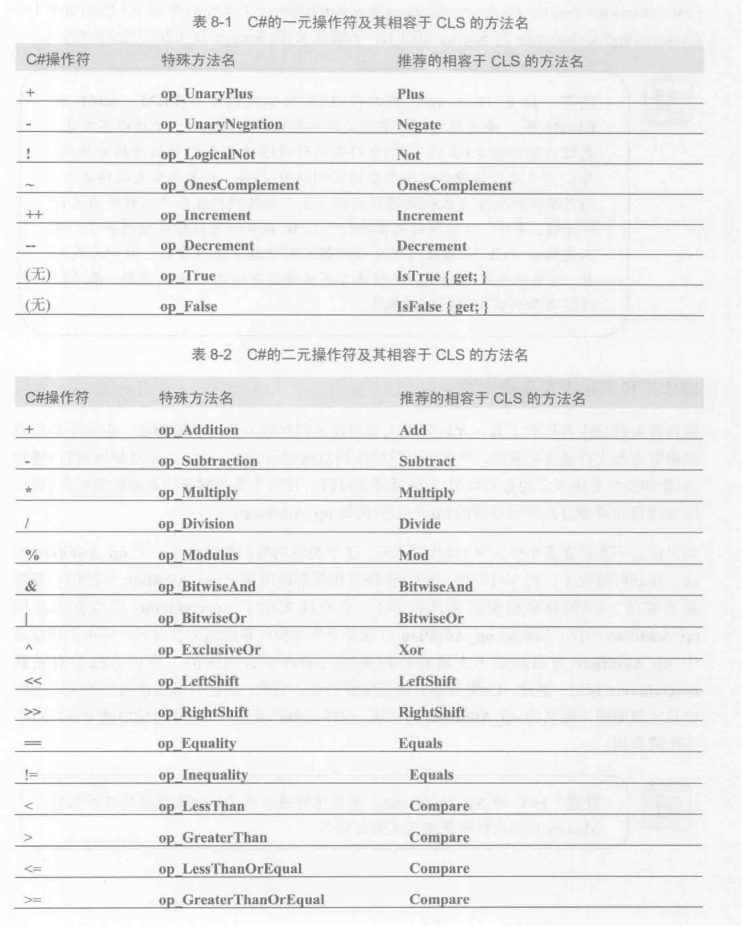 表 8-1 C#的一元操作符及其相容于 CLS 的方法名
C#操作符 特殊方法名 推荐的相容于 CLS 的方法名
+ op_UnaryPlus Plus
- op_UnaryNegation Negate
! op_LogicalNot Not
~ op_OnesComplement OnesComplement
++ op_Increment Increment
-- op_Decrement Decrement
(无) op_True IsTrue { get; }
(无) op_False IsFalse { get; }
表 8-2 C#的二元操作符及其相容于 CLS 的方法名
C#操作符 特殊方法名 推荐的相容于 CLS 的方法名
+ op_Addition Add
- op_Subtraction Subtract
* op_Multiply Multiply
/ op_Division Divide
% op_Modulus Mod
& op_BitwiseAnd BitwiseAnd
| op_BitwiseOr BitwiseOr
^ op_ExclusiveOr Xor
<< op_LeftShift LeftShift
>> op_RightShift RightShift
== op_Equality Equals
!= op_Inequality Equals
< op_LessThan Compare
> op_GreaterThan Compare
<= op_LessThanOrEqual Compare
>= op_GreaterThanOrEqual Compare